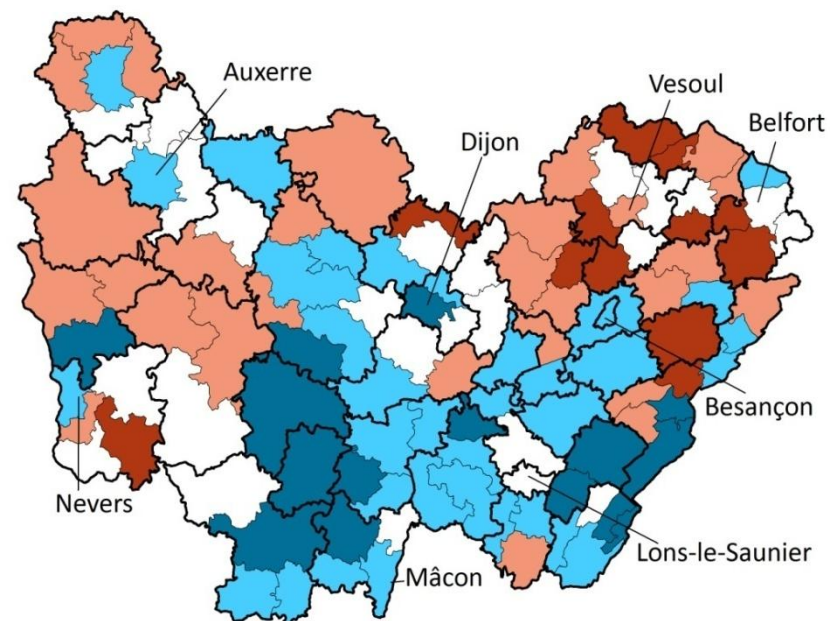 Auxerre
Vesoul
Belfort
Dijon
Besançon
Nevers
Lons-le-Saunier
Mâcon